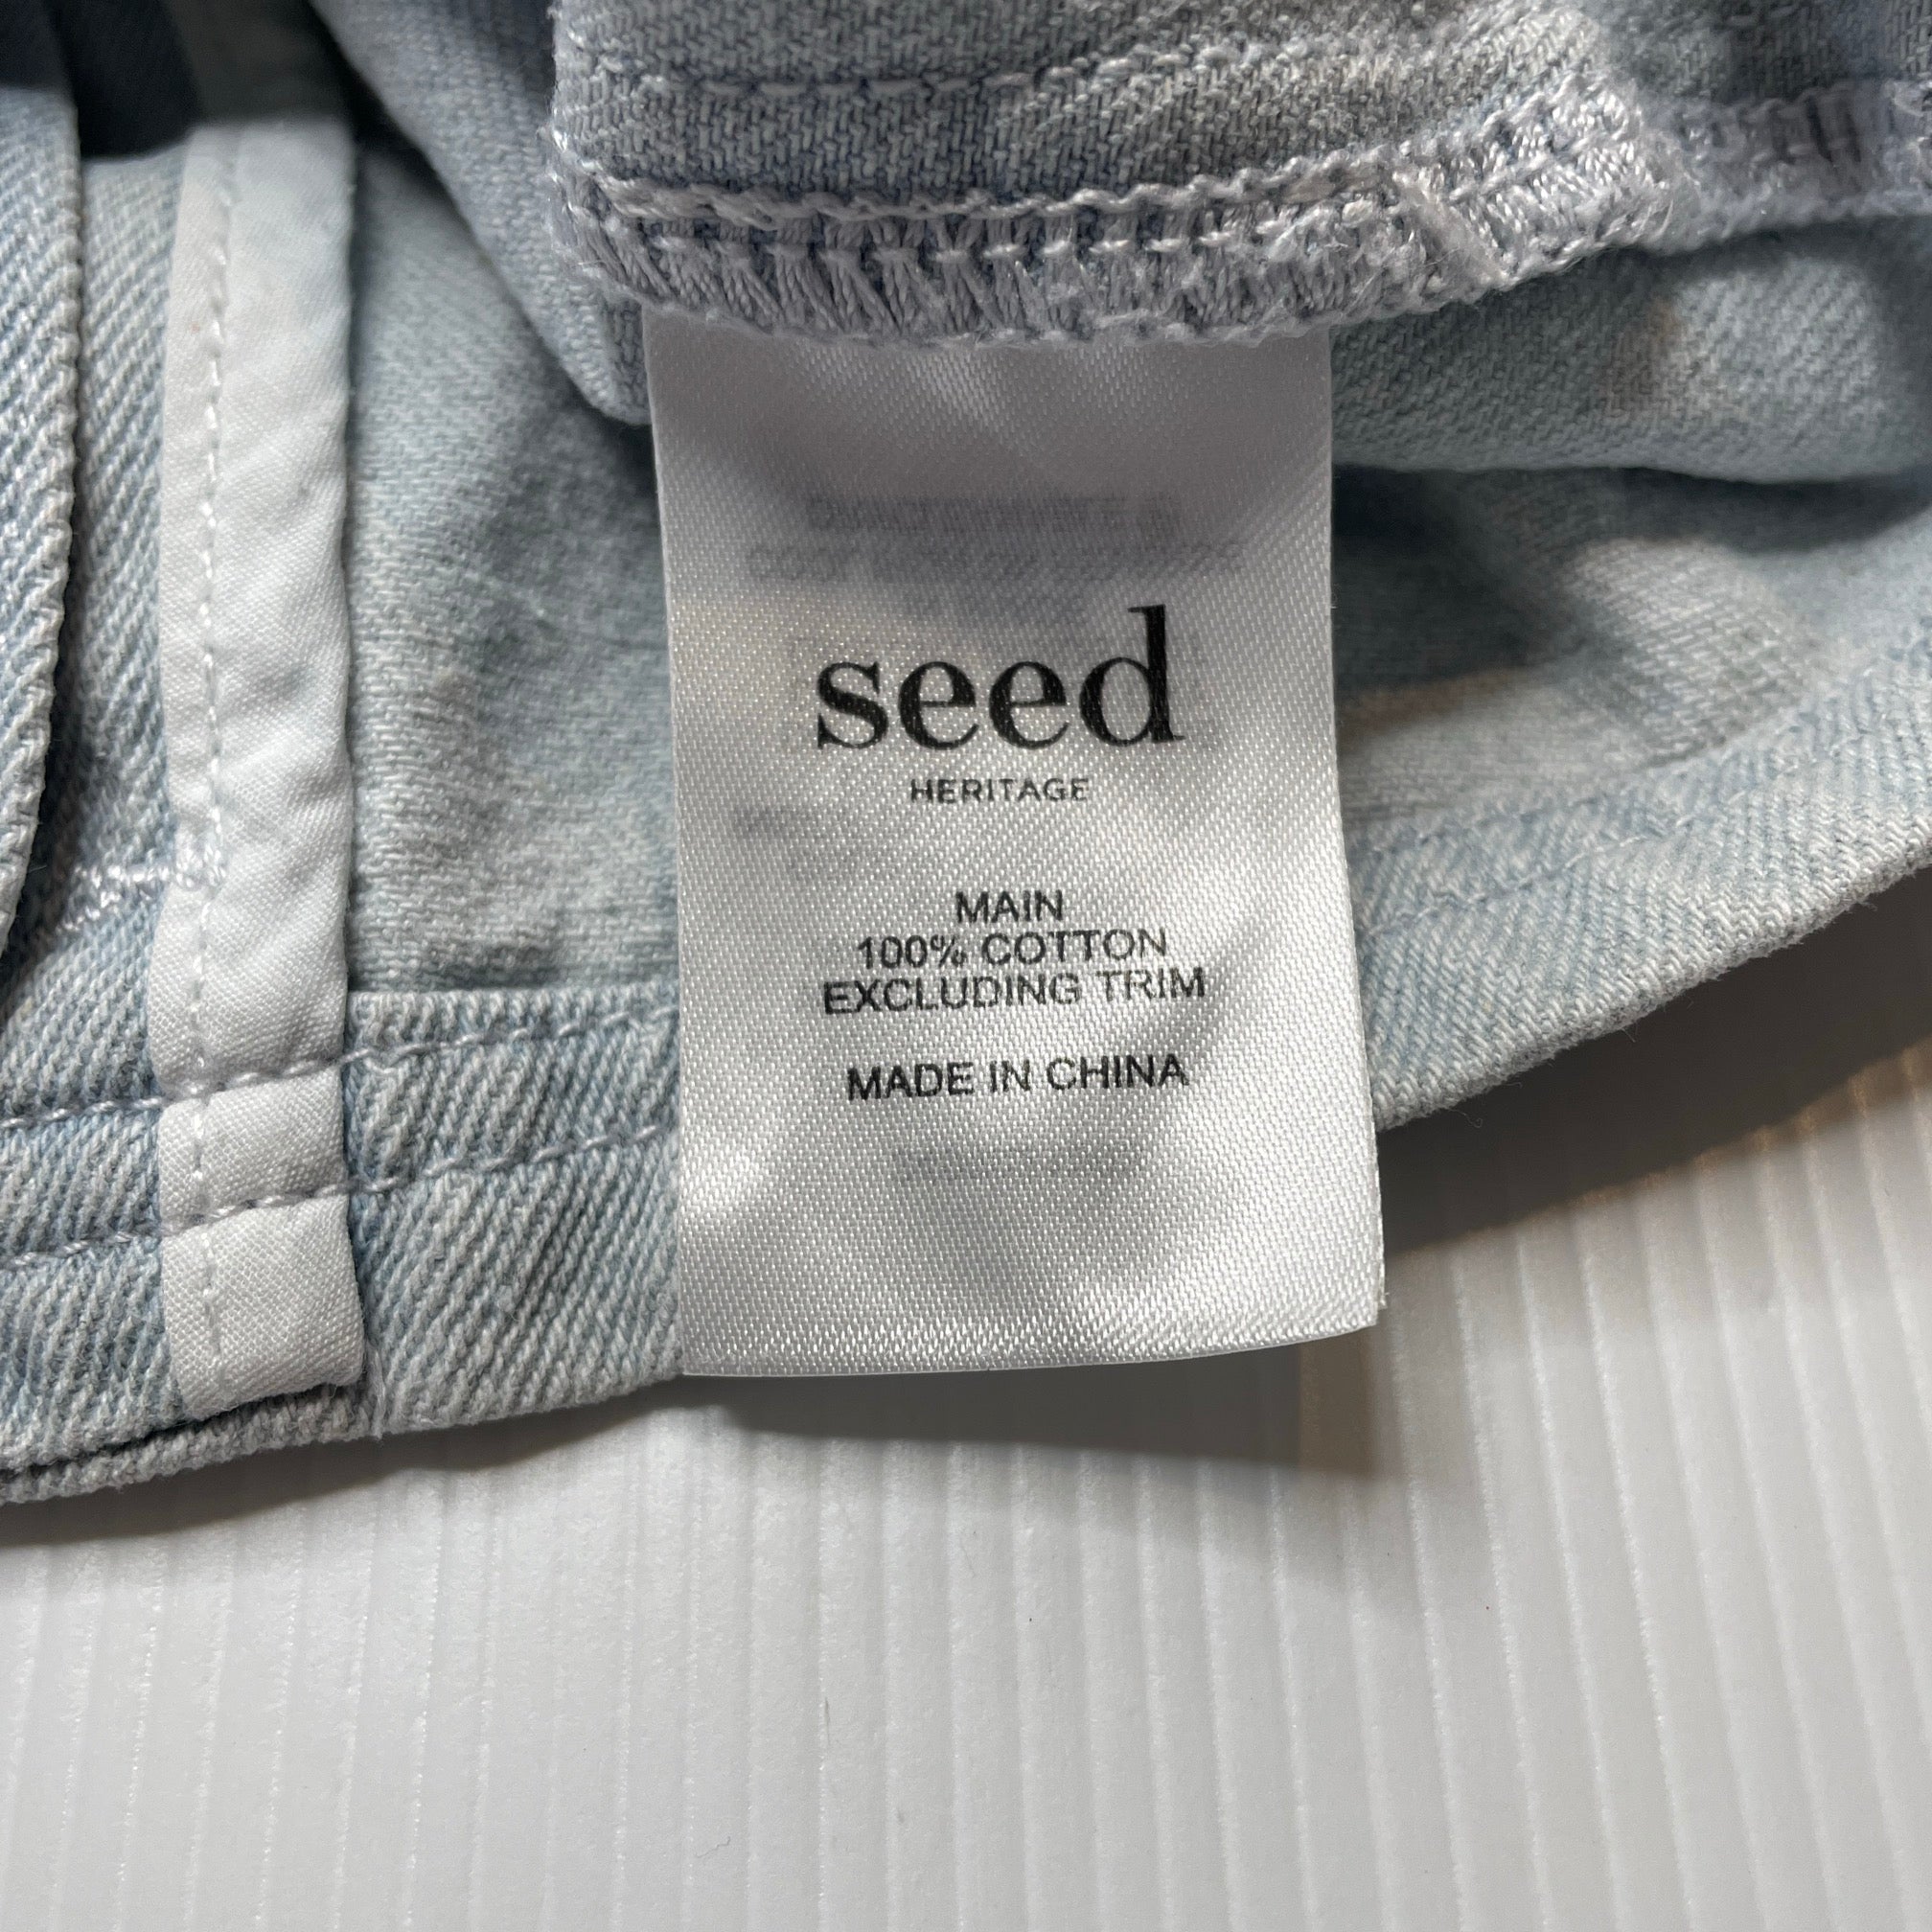 seed
HERITAGE
MAIN
100% COTTON
EXCLUDING TRIM
MADE IN CHINA